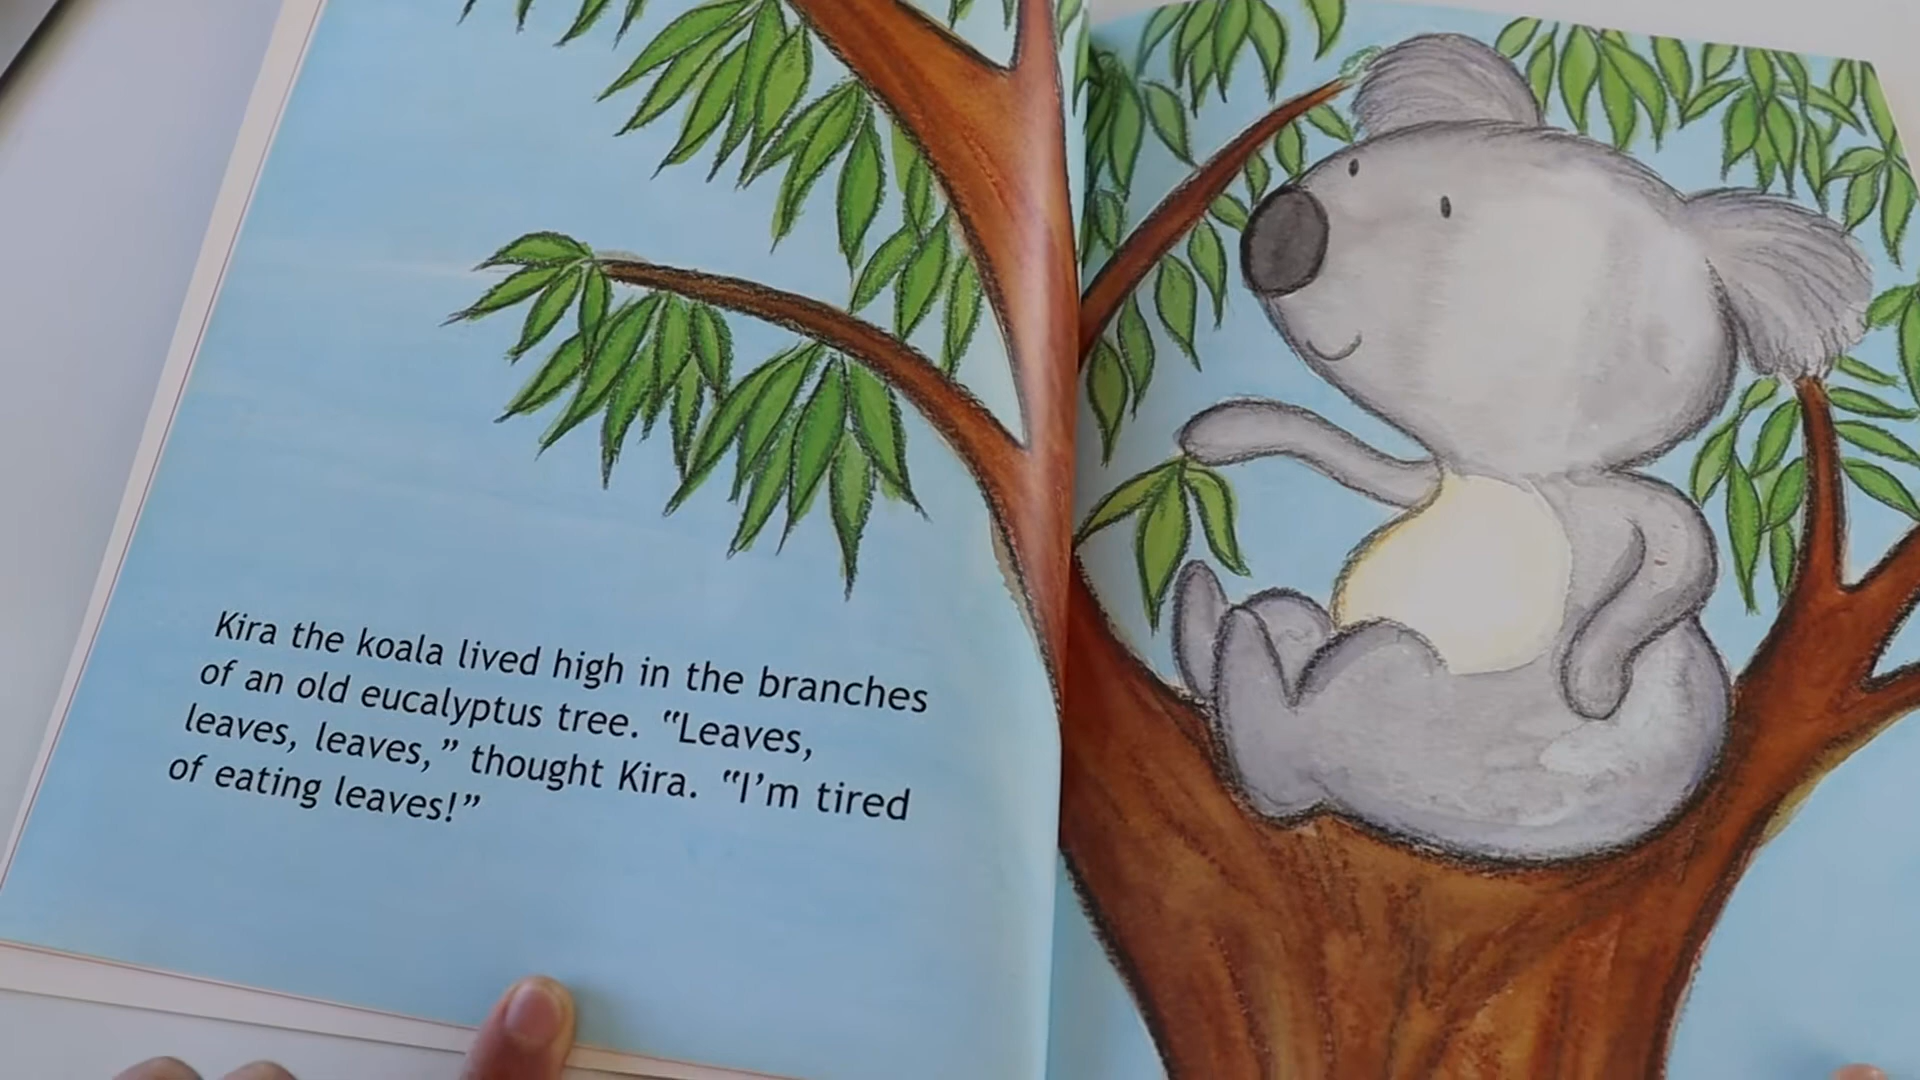 Kira the koala lived high in the branches
of an old eucalyptus tree. “Leaves,
leaves, leaves,” thought Kira. “I’m tired
of eating leaves!”